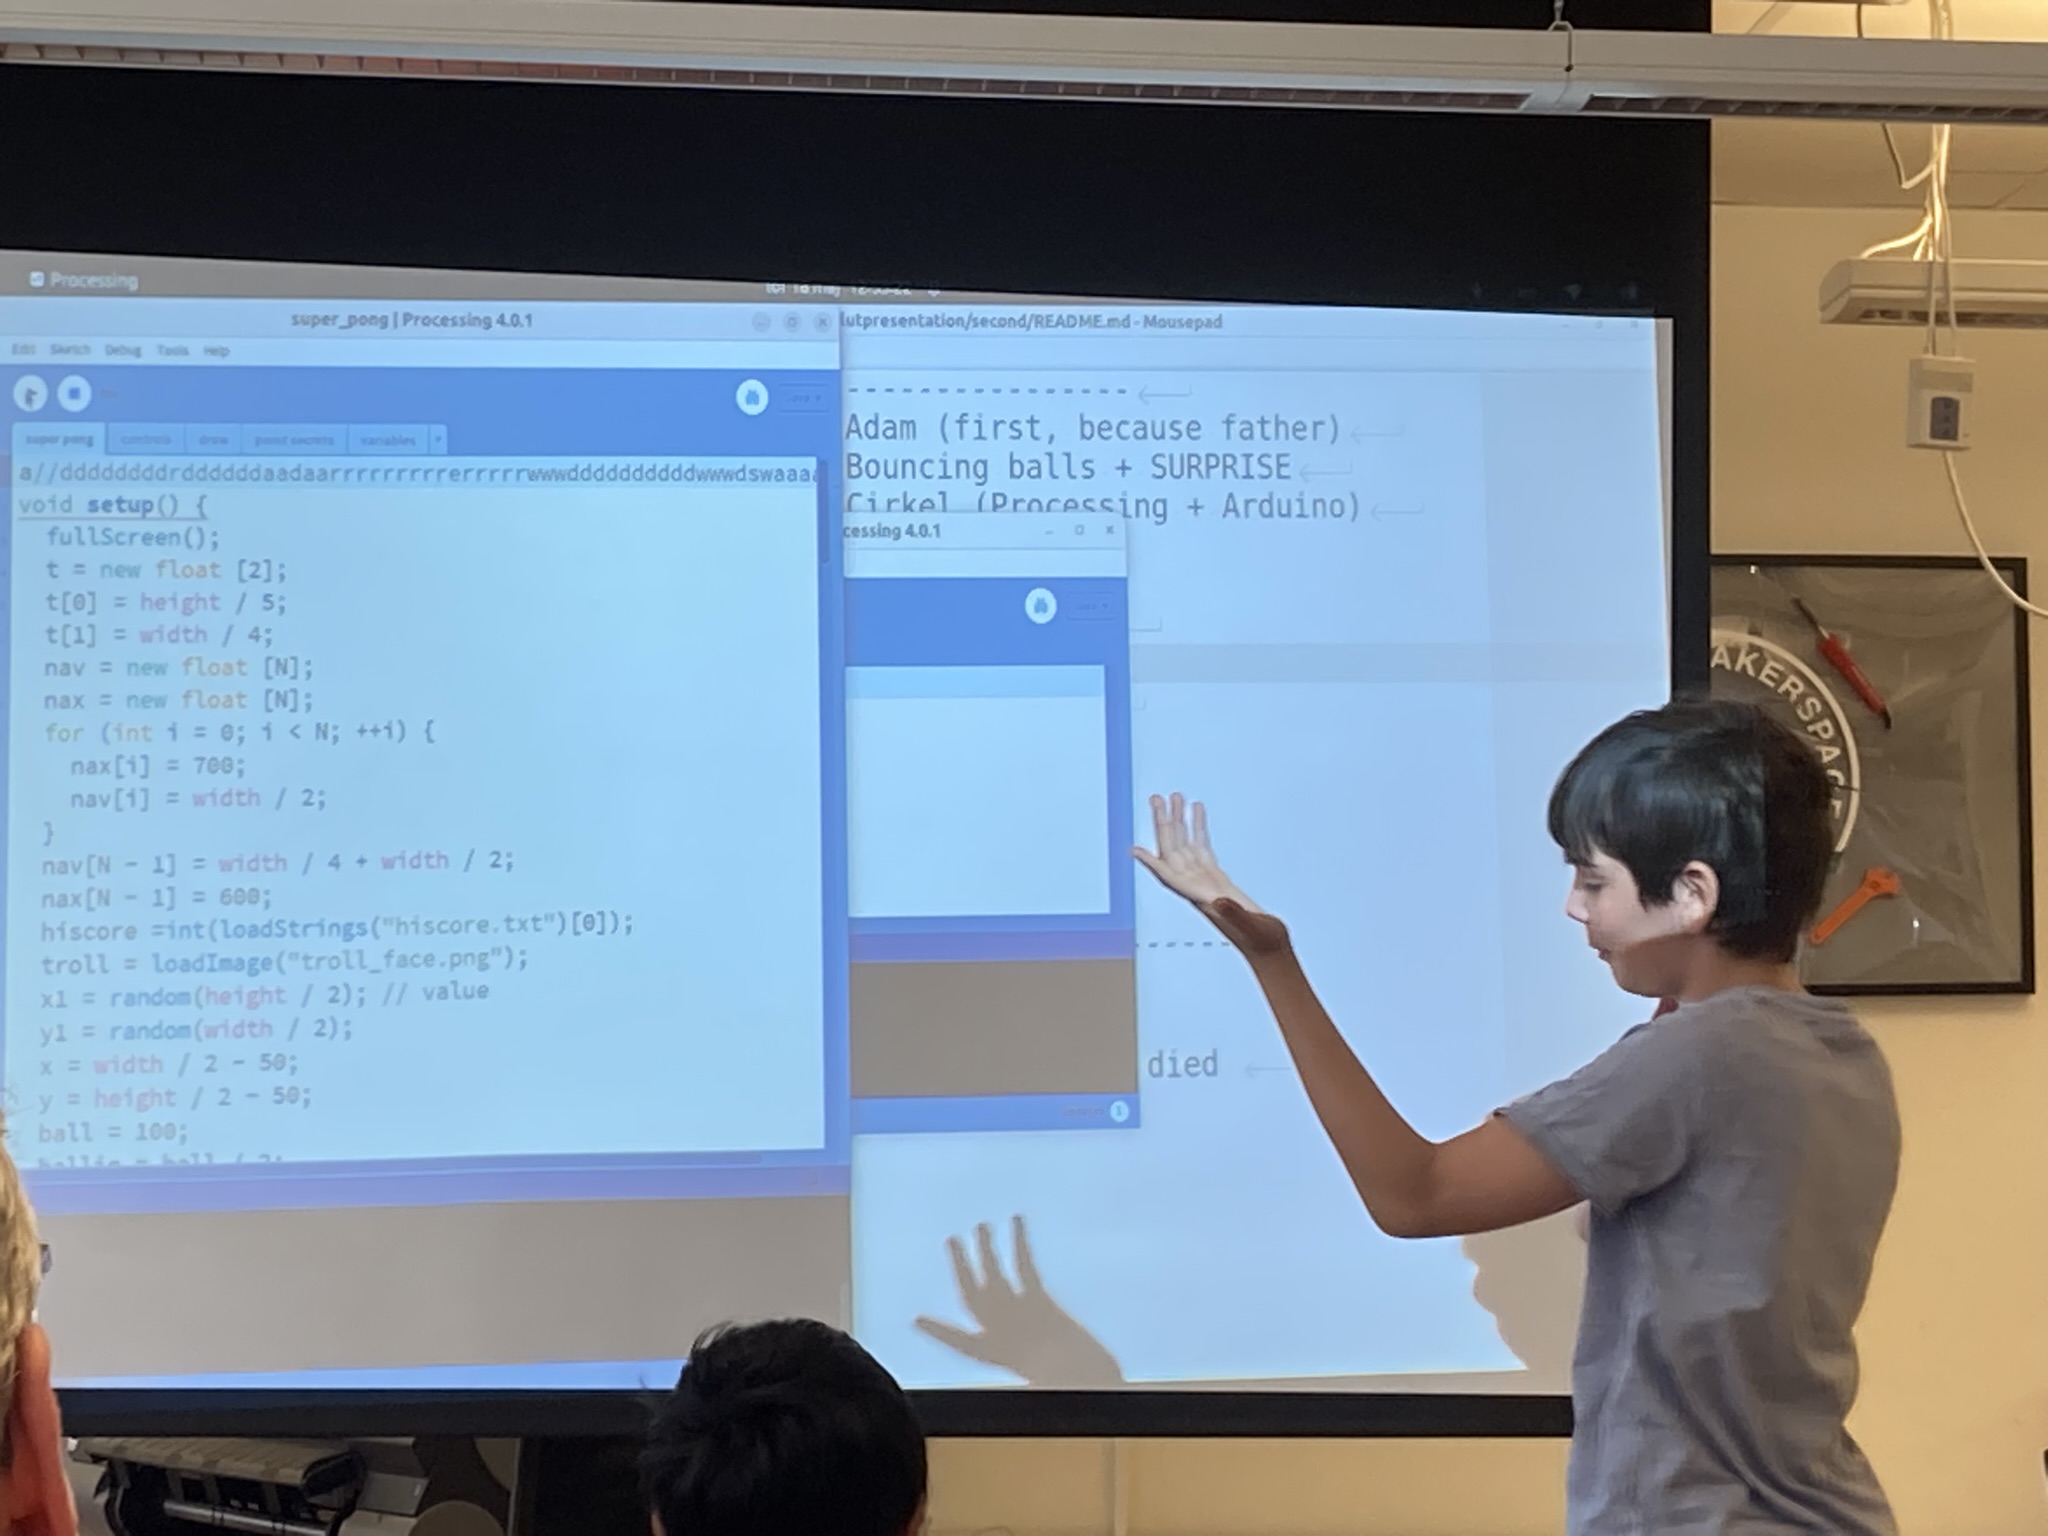 Processing
super_pong | Processing 4.0.1
Edit Sketch Debug Tools Help
super pong controls draw variables
void setup() {
fullScreen();
t = new float [2];
t[0] = height / 5;
t[1] = width / 4;
nav = new float [N];
nax = new float [N];
for (int i = 0; i < N; ++i) {
nax[i] = 700;
nav[i] = width / 2;
}
nav[N - 1] = width / 4 + width / 2;
nax[N - 1] = 600;
hiscore =int(loadStrings("hiscore.txt")[0]);
troll = loadImage("troll_face.png");
x1 = random(height / 2); // value
y1 = random(width / 2);
x = width / 2 - 50;
y = height / 2 - 50;
ball = 100;
lutpresentation/second/README.md - Mousepad
Adam (first, because father)
Bouncing balls + SURPRISE
Cirkel (Processing + Arduino)
cessing 4.0.1
died
AKERSPAC